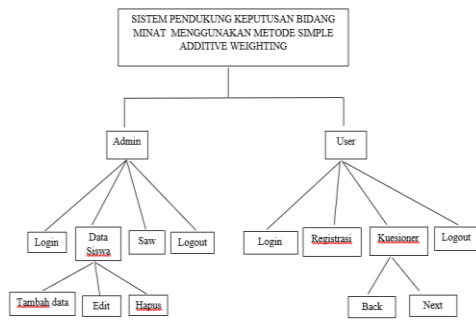 SISTEM PENDUKUNG KEPUTUSAN BIDANG
MINAT MENGGUNAKAN METODE SIMPLE
ADDITIVE WEIGHTING
Admin
User
Login
Data
Siswa
Saw
Logout
Login
Registrasi
Kuesioner
Logout
Tambah data
Edit
Hapus
Back
Next